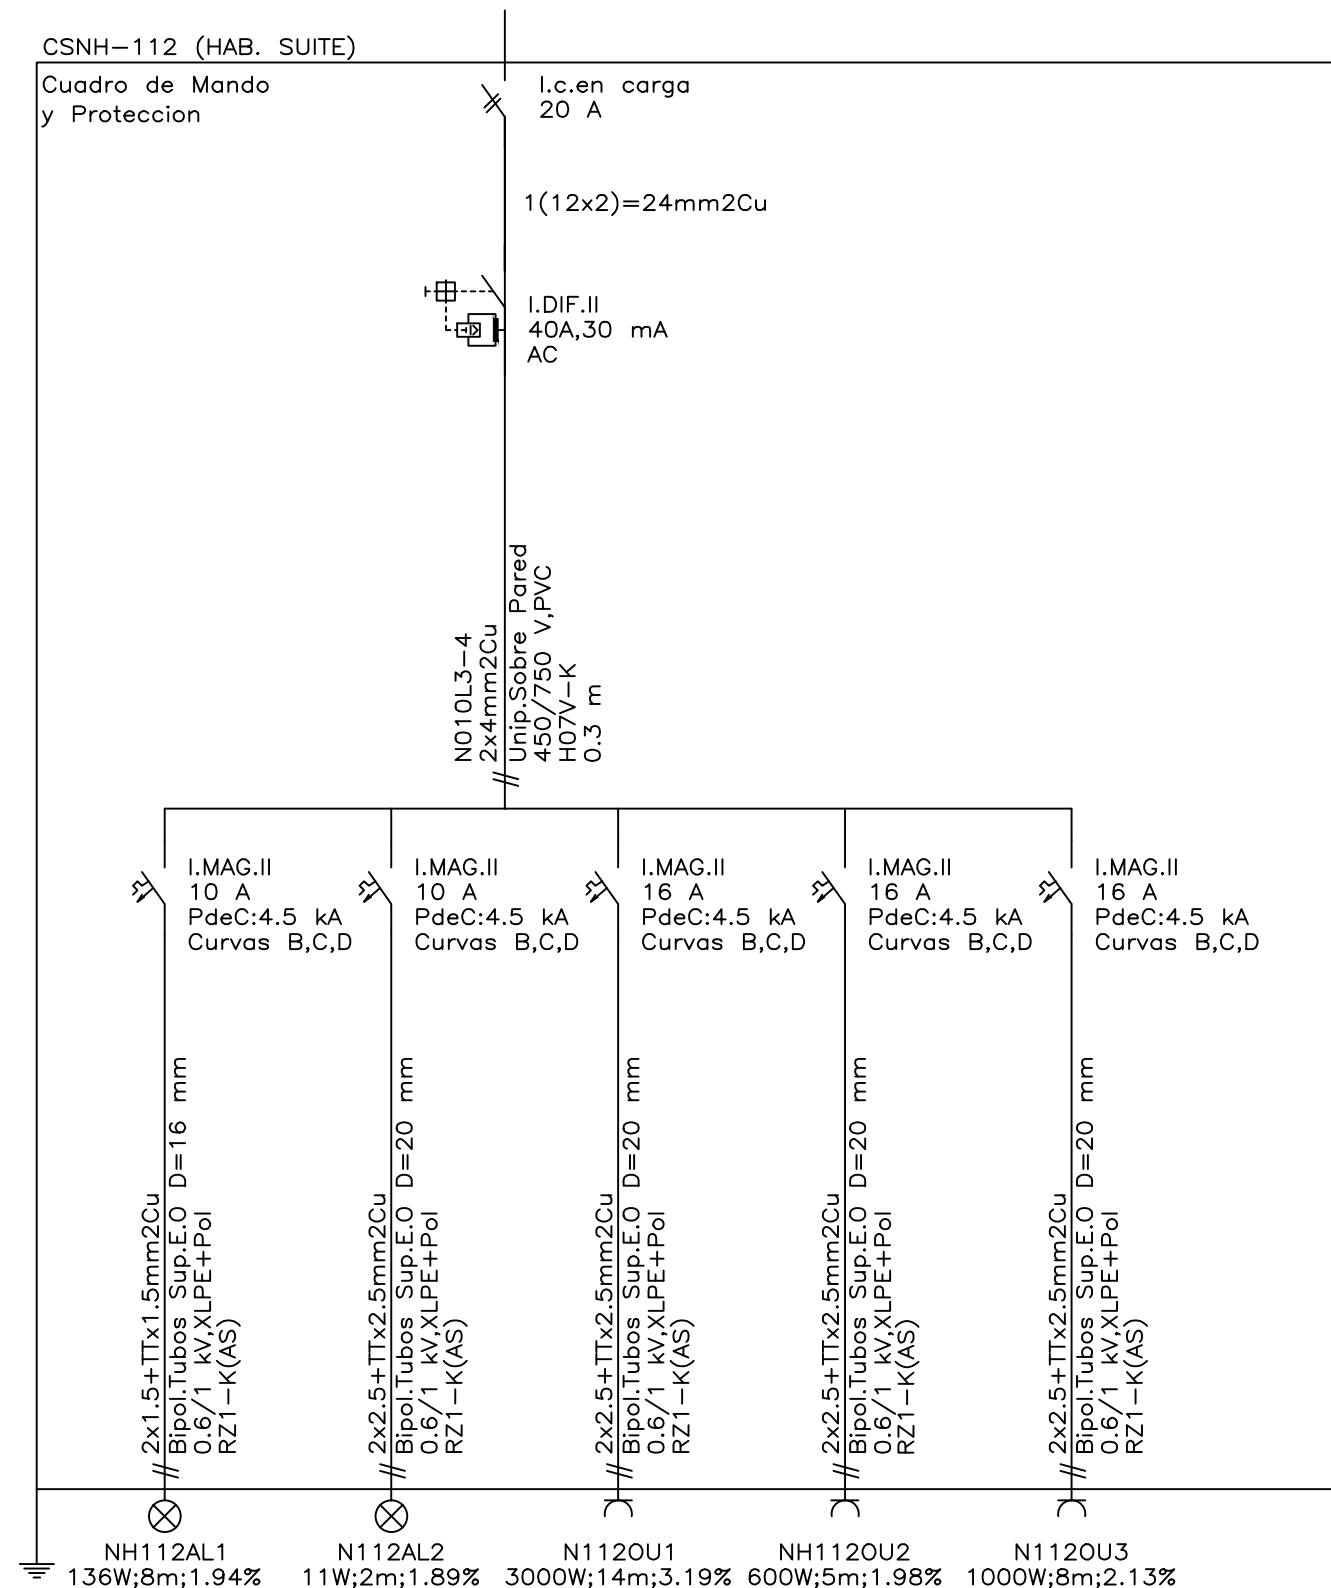 CSNH-112 (HAB. SUITE)
Cuadro de Mando
y Proteccion
I.c.en carga
20 A
1(12x2)=24mm2Cu
I.DIF.II
40A,30 mA
AC
N010L3-4
2x4mm2Cu
Unip.Sobre Pared
450/750 V,PVC
H07V-K
0.3 m
I.MAG.II
10 A
PdeC:4.5 kA
Curvas B,C,D
I.MAG.II
10 A
PdeC:4.5 kA
Curvas B,C,D
I.MAG.II
16 A
PdeC:4.5 kA
Curvas B,C,D
I.MAG.II
16 A
PdeC:4.5 kA
Curvas B,C,D
I.MAG.II
16 A
PdeC:4.5 kA
Curvas B,C,D
2x1.5+TTx1.5mm2Cu
Bipol.Tubos Sup.E.O D=16 mm
0.6/1 kV,XLPE+Pol
RZ1-K(AS)
2x2.5+TTx2.5mm2Cu
Bipol.Tubos Sup.E.O D=20 mm
0.6/1 kV,XLPE+Pol
RZ1-K(AS)
2x2.5+TTx2.5mm2Cu
Bipol.Tubos Sup.E.O D=20 mm
0.6/1 kV,XLPE+Pol
RZ1-K(AS)
2x2.5+TTx2.5mm2Cu
Bipol.Tubos Sup.E.O D=20 mm
0.6/1 kV,XLPE+Pol
RZ1-K(AS)
2x2.5+TTx2.5mm2Cu
Bipol.Tubos Sup.E.O D=20 mm
0.6/1 kV,XLPE+Pol
RZ1-K(AS)
NH112AL1
136W;8m;1.94%
N112AL2
11W;2m;1.89%
N112OU1
3000W;14m;3.19%
NH112OU2
600W;5m;1.98%
N112OU3
1000W;8m;2.13%